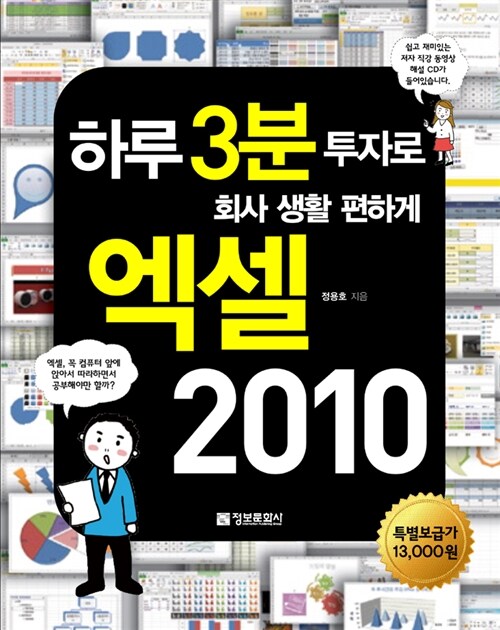 쉽고 재미있는
저자 직강 동영상
해설 CD가
들어있습니다.
하루 3분 투자로
회사 생활 편하게
엑셀
정용호 지음
2010
엑셀, 꼭 컴퓨터 앞에
앉아서 따라하면서
공부해야만 할까?
정보문화사
특별보급가
13,000원